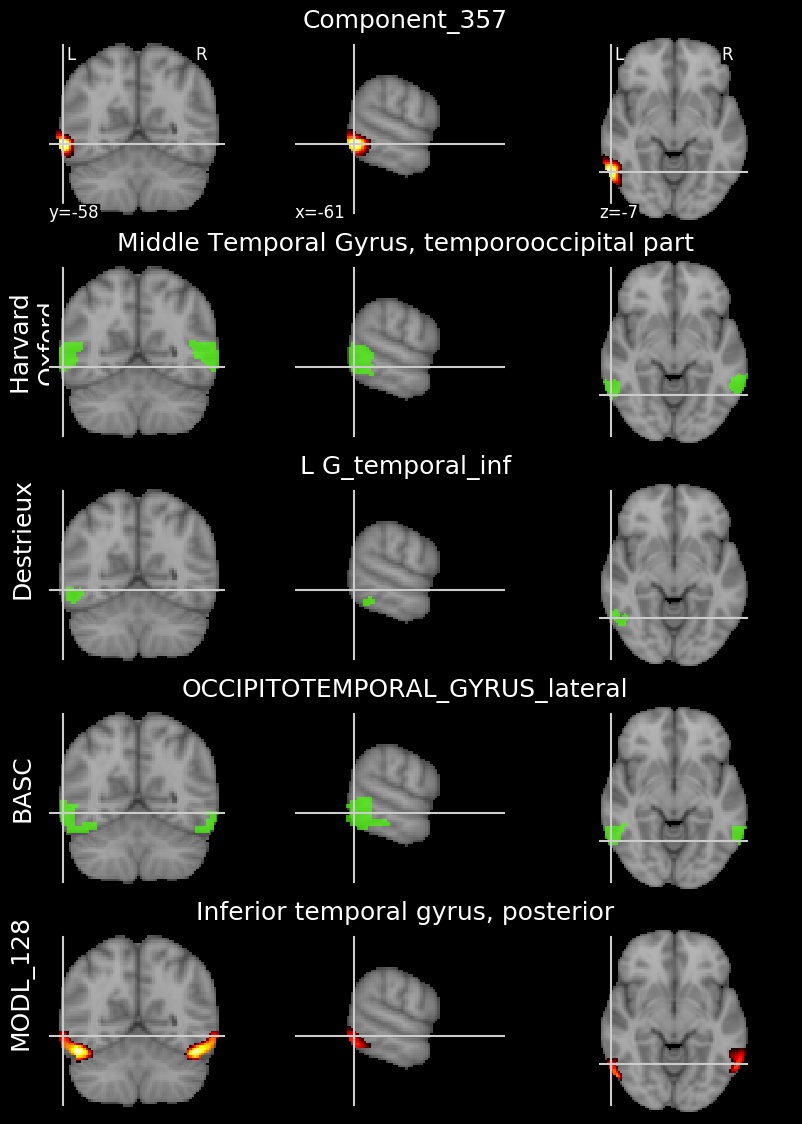 Component_357
L R
L R
y=-58 x=-61 z=-7
Middle Temporal Gyrus, temporooccipital part
Harvard
Oxford
L G_temporal_inf
Destrieux
OCCIPITOTEMPORAL_GYRUS_lateral
BASC
Inferior temporal gyrus, posterior
MODL_128